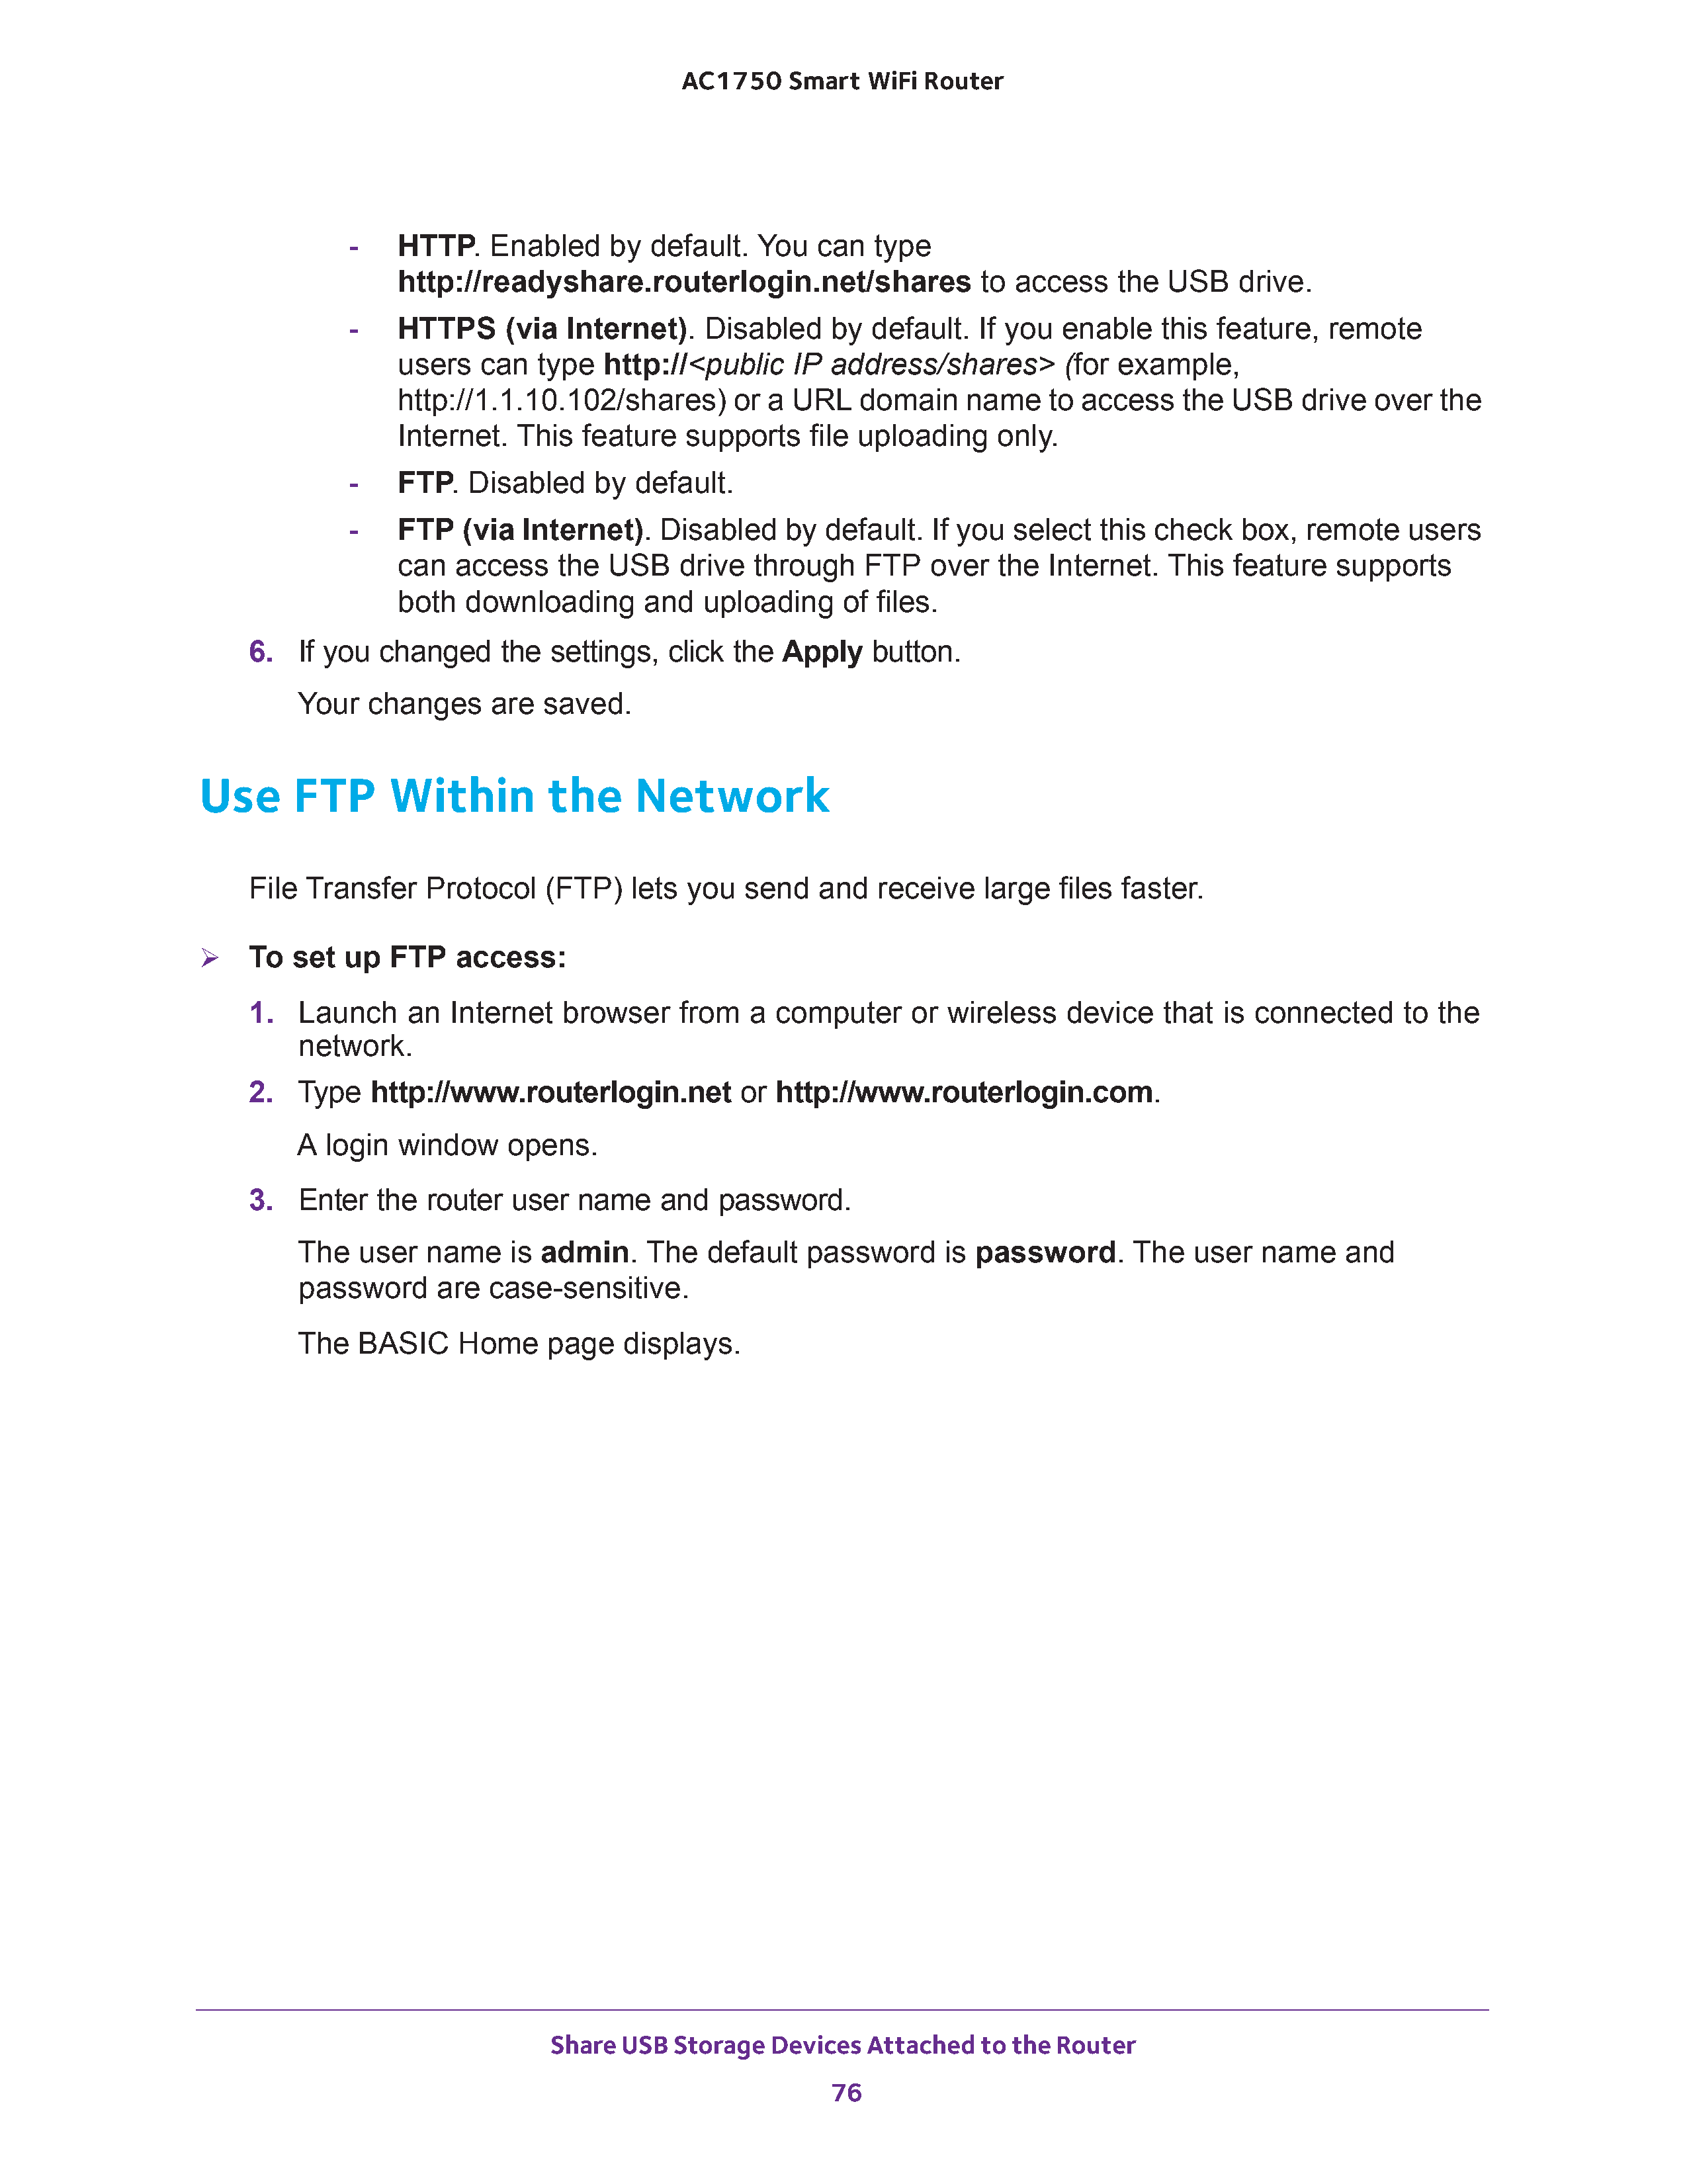 AC1750 Smart WiFi Router
- HTTP. Enabled by default. You can type
http://readyshare.routerlogin.net/shares to access the USB drive.
- HTTPS (via Internet). Disabled by default. If you enable this feature, remote
users can type http://<public IP address/shares> (for example,
http://1.1.10.102/shares) or a URL domain name to access the USB drive over the
Internet. This feature supports file uploading only.
- FTP. Disabled by default.
- FTP (via Internet). Disabled by default. If you select this check box, remote users
can access the USB drive through FTP over the Internet. This feature supports
both downloading and uploading of files.
6. If you changed the settings, click the Apply button.
Your changes are saved.
Use FTP Within the Network
File Transfer Protocol (FTP) lets you send and receive large files faster.
➢ To set up FTP access:
1. Launch an Internet browser from a computer or wireless device that is connected to the
network.
2. Type http://www.routerlogin.net or http://www.routerlogin.com.
A login window opens.
3. Enter the router user name and password.
The user name is admin. The default password is password. The user name and
password are case-sensitive.
The BASIC Home page displays.
Share USB Storage Devices Attached to the Router
76